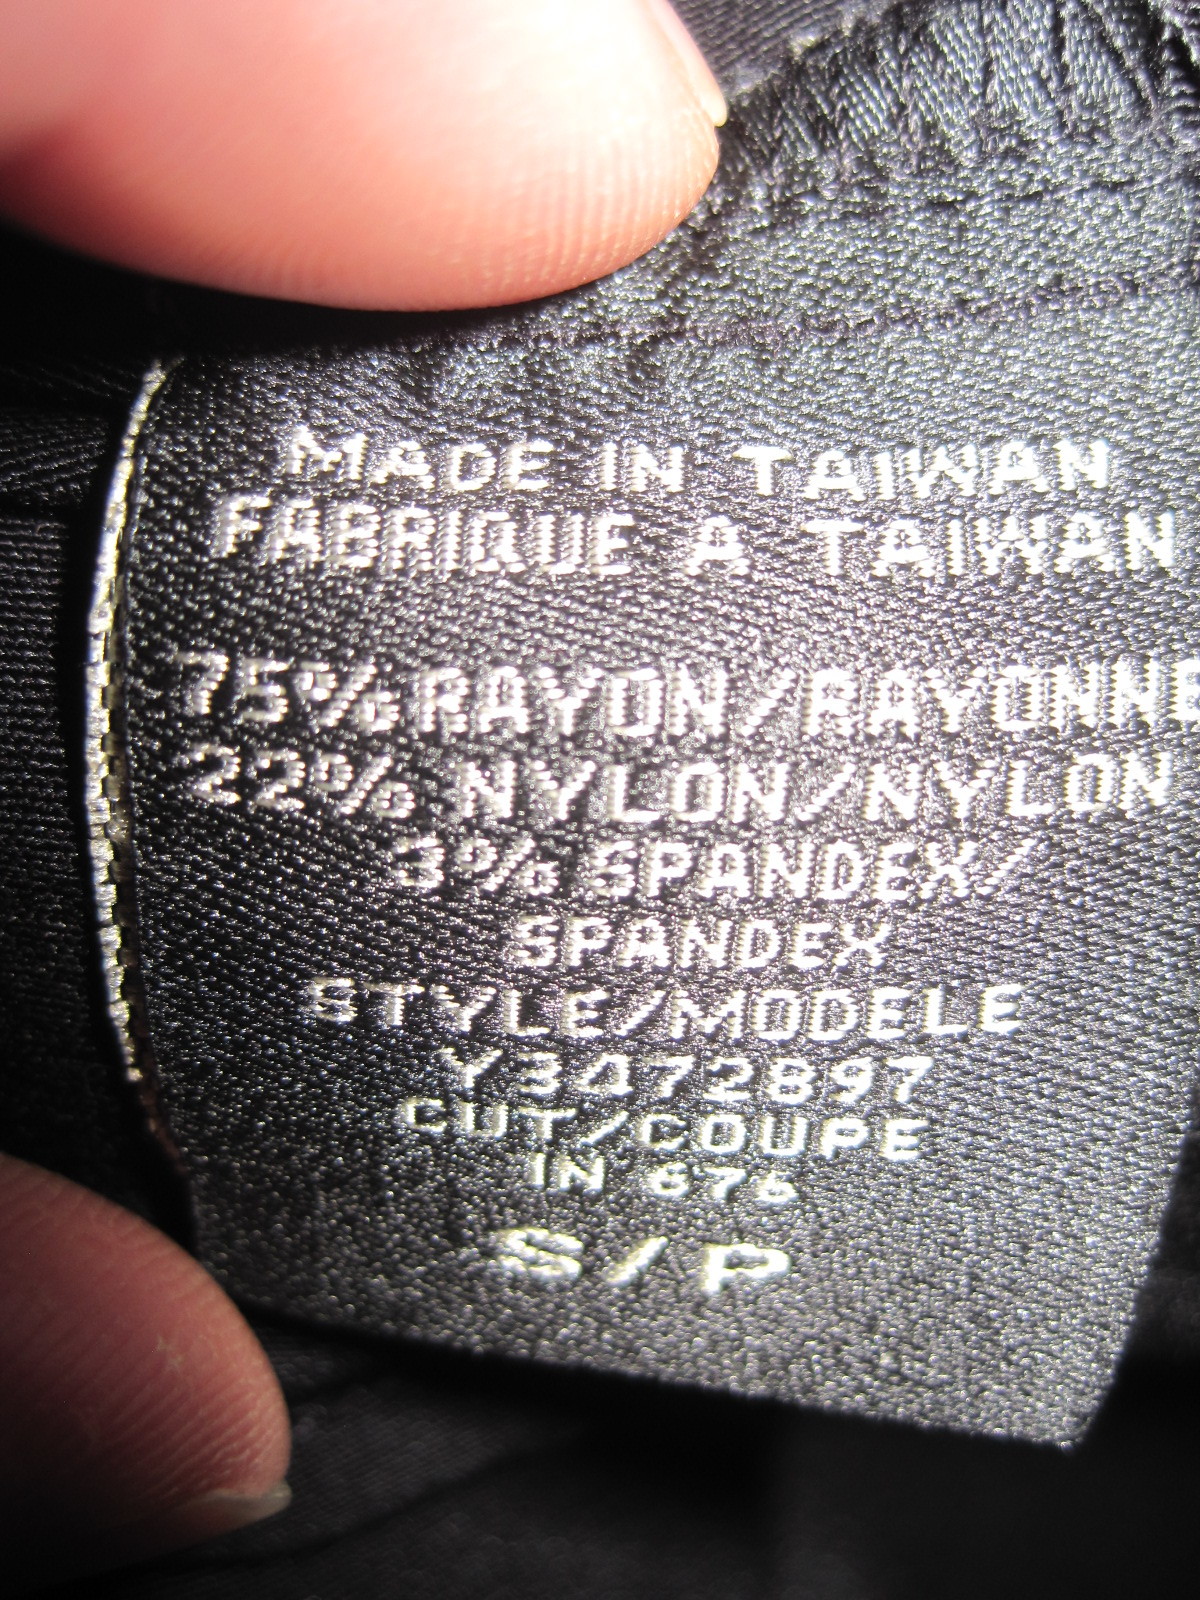 MADE IN TAIWAN
FABRIQUE A TAIWAN
75% RAYON/RAYONNE
22% NYLON/NYLON
3% SPANDEX/
SPANDEX
STYLE/MODELE
Y3472897
CUT/COUPE
IN 676
S/P